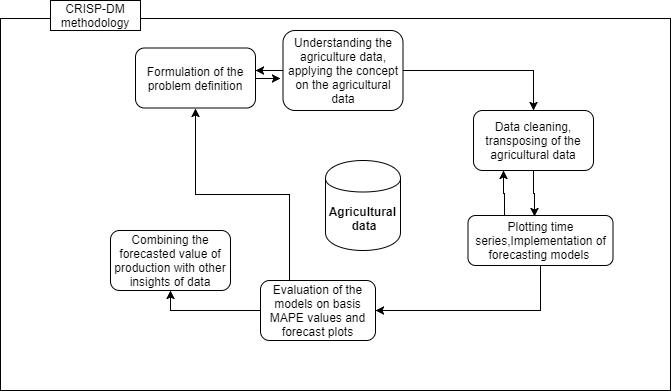 CRISP-DM
methodology
Formulation of the
problem definition
Understanding the
agriculture data,
applying the concept
on the agricultural
data
Data cleaning,
transposing of the
agricultural data
Agricultural
data
Plotting time
series,Implementation of
forecasting models
Combining the
forecasted value of
production with other
insights of data
Evaluation of the
models on basis
MAPE values and
forecast plots